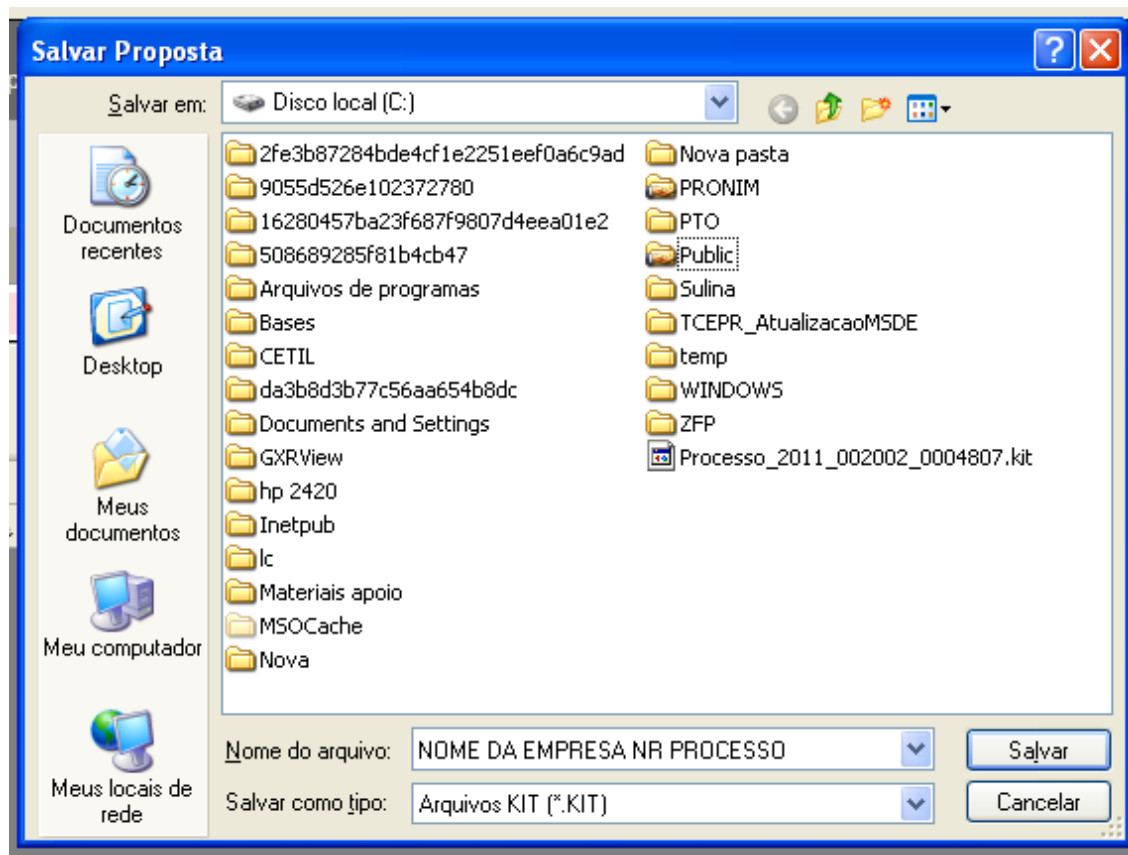 Salvar Proposta
Salvar em:
Disco local (C:)
Documentos
recentes
Desktop
Meus
documentos
Meu computador
Meus locais de
rede
2fe3b87284bde4cf1e2251eef0a6c9ad
9055d526e102372780
16280457ba23f687f9807d4eea01e2
508689285f81b4cb47
Arquivos de programas
Bases
CETIL
da3b8d3b77c56aa654b8dc
Documents and Settings
GXRView
hp 2420
Inetpub
lc
Materiais apoio
MSOCache
Nova
Nova pasta
PRONIM
PTO
Public
Sulina
TCEPR_AtualizacaoMSDE
temp
WINDOWS
ZFP
Processo_2011_002002_0004807.kit
Nome do arquivo:
NOME DA EMPRESA NR PROCESSO
Salvar
Salvar como tipo:
Arquivos KIT (*.KIT)
Cancelar